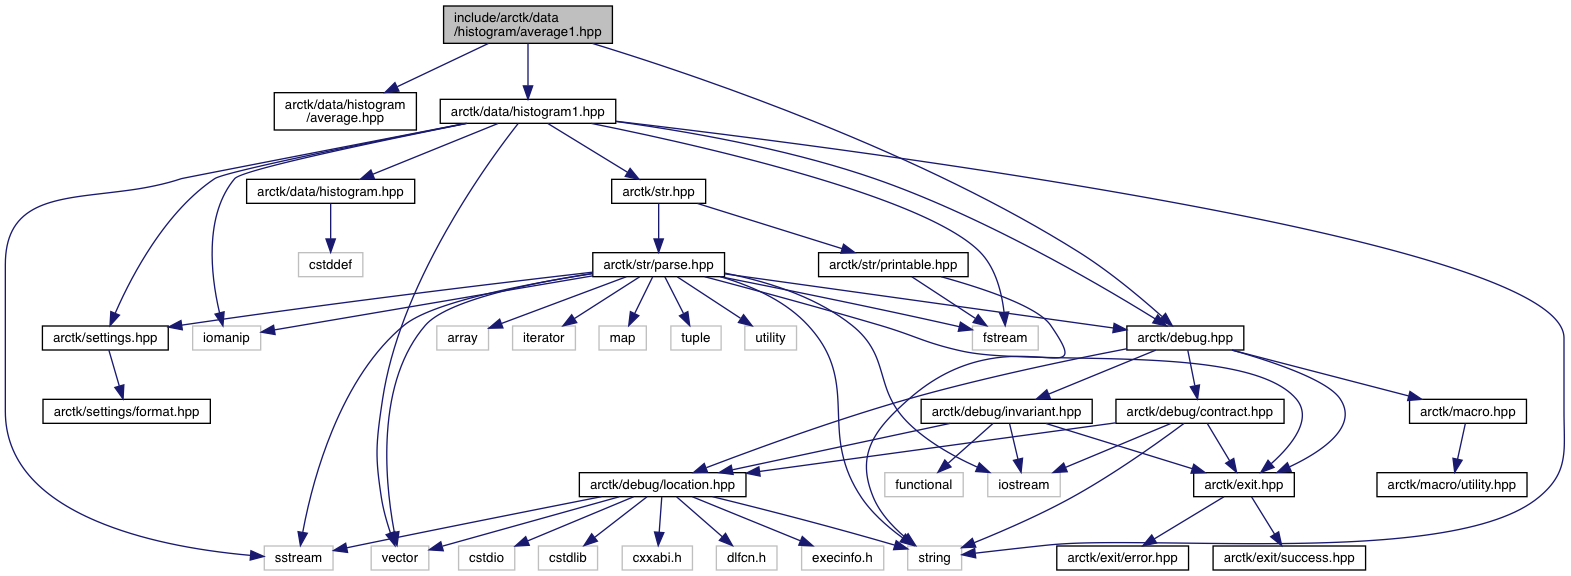 include/arctk/data
/histogram/average1.hpp
arctk/data/histogram
/average.hpp
arctk/data/histogram1.hpp
arctk/data/histogram.hpp
arctk/str.hpp
cstddef
arctk/str/parse.hpp
arctk/str/printable.hpp
arctk/settings.hpp
iomanip
array
iterator
map
tuple
utility
fstream
arctk/debug.hpp
arctk/settings/format.hpp
arctk/debug/invariant.hpp
arctk/debug/contract.hpp
arctk/macro.hpp
arctk/debug/location.hpp
functional
iostream
arctk/exit.hpp
arctk/macro/utility.hpp
sstream
vector
cstdio
cstdlib
cxxabi.h
dlfcn.h
execinfo.h
string
arctk/exit/error.hpp
arctk/exit/success.hpp